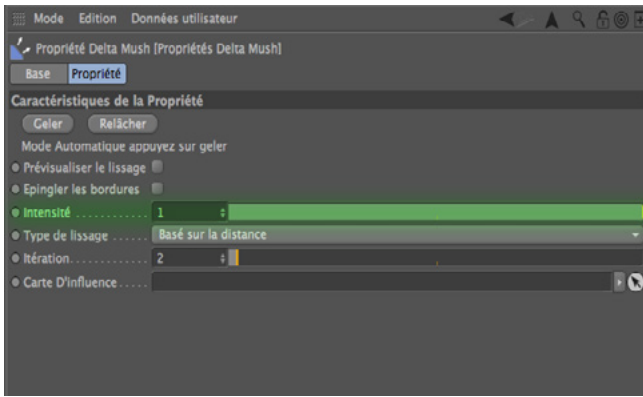 Mode Edition Données utilisateur
Propriété Delta Mush [Propriétés Delta Mush]
Base Propriété
Caractéristiques de la Propriété
Geler Relâcher
Mode Automatique appuyez sur geler
Prévisualiser le lissage
Epingler les bordures
Intensité . . . . . . . . . . . . 1
Type de lissage . . . . . . Basé sur la distance
Itération. . . . . . . . . . . . . 2
Carte D'influence . . . . .